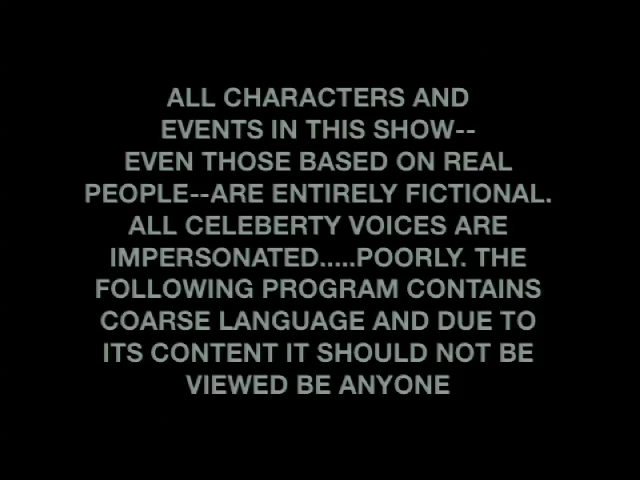 ALL CHARACTERS AND
EVENTS IN THIS SHOW--
EVEN THOSE BASED ON REAL
PEOPLE--ARE ENTIRELY FICTIONAL.
ALL CELEBERTY VOICES ARE
IMPERSONATED.....POORLY. THE
FOLLOWING PROGRAM CONTAINS
COARSE LANGUAGE AND DUE TO
ITS CONTENT IT SHOULD NOT BE
VIEWED BE ANYONE